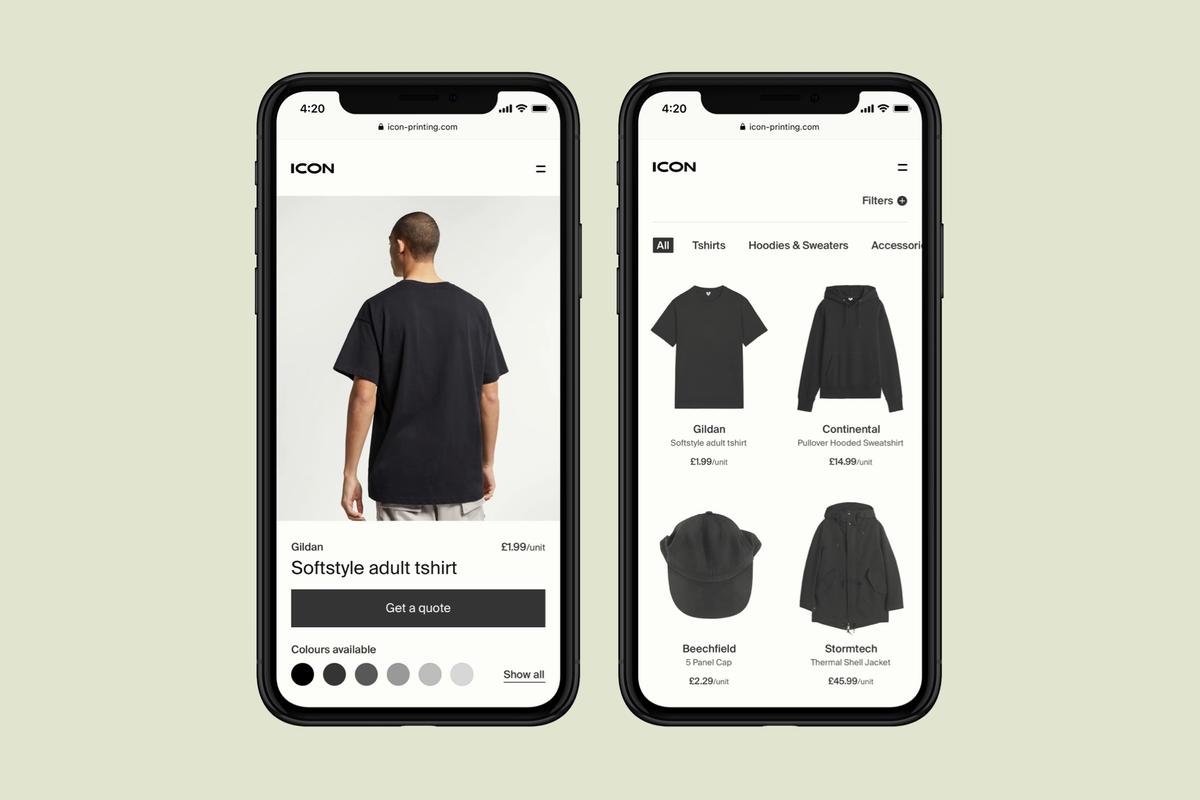 4:20
icon-printing.com
ICON
Gildan
£1.99/unit
Softstyle adult tshirt
Get a quote
Colours available
Show all
4:20
icon-printing.com
ICON
Filters
All
Tshirts
Hoodies & Sweaters
Accessorie
Gildan
Softstyle adult tshirt
£1.99/unit
Continental
Pullover Hooded Sweatshirt
£14.99/unit
Beechfield
5 Panel Cap
£2.29/unit
Stormtech
Thermal Shell Jacket
£45.99/unit